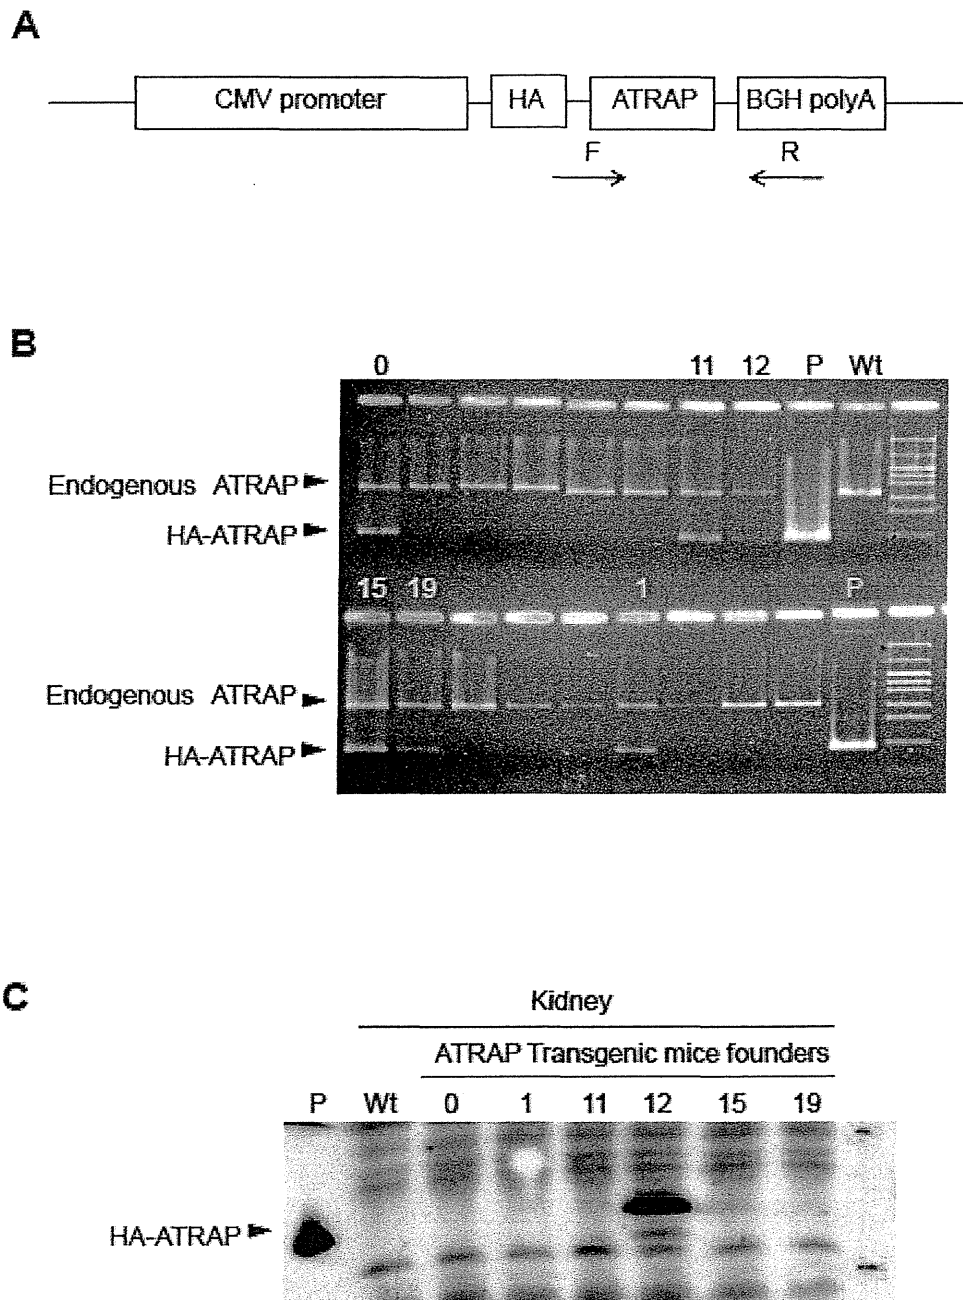 A
CMV promoter HA ATRAP BGH polyA
F R
B
0 11 12 P Wt
Endogenous ATRAP
HA-ATRAP
15 19 1 P
Endogenous ATRAP
HA-ATRAP
C
Kidney
ATRAP Transgenic mice founders
P Wt 0 1 11 12 15 19
HA-ATRAP